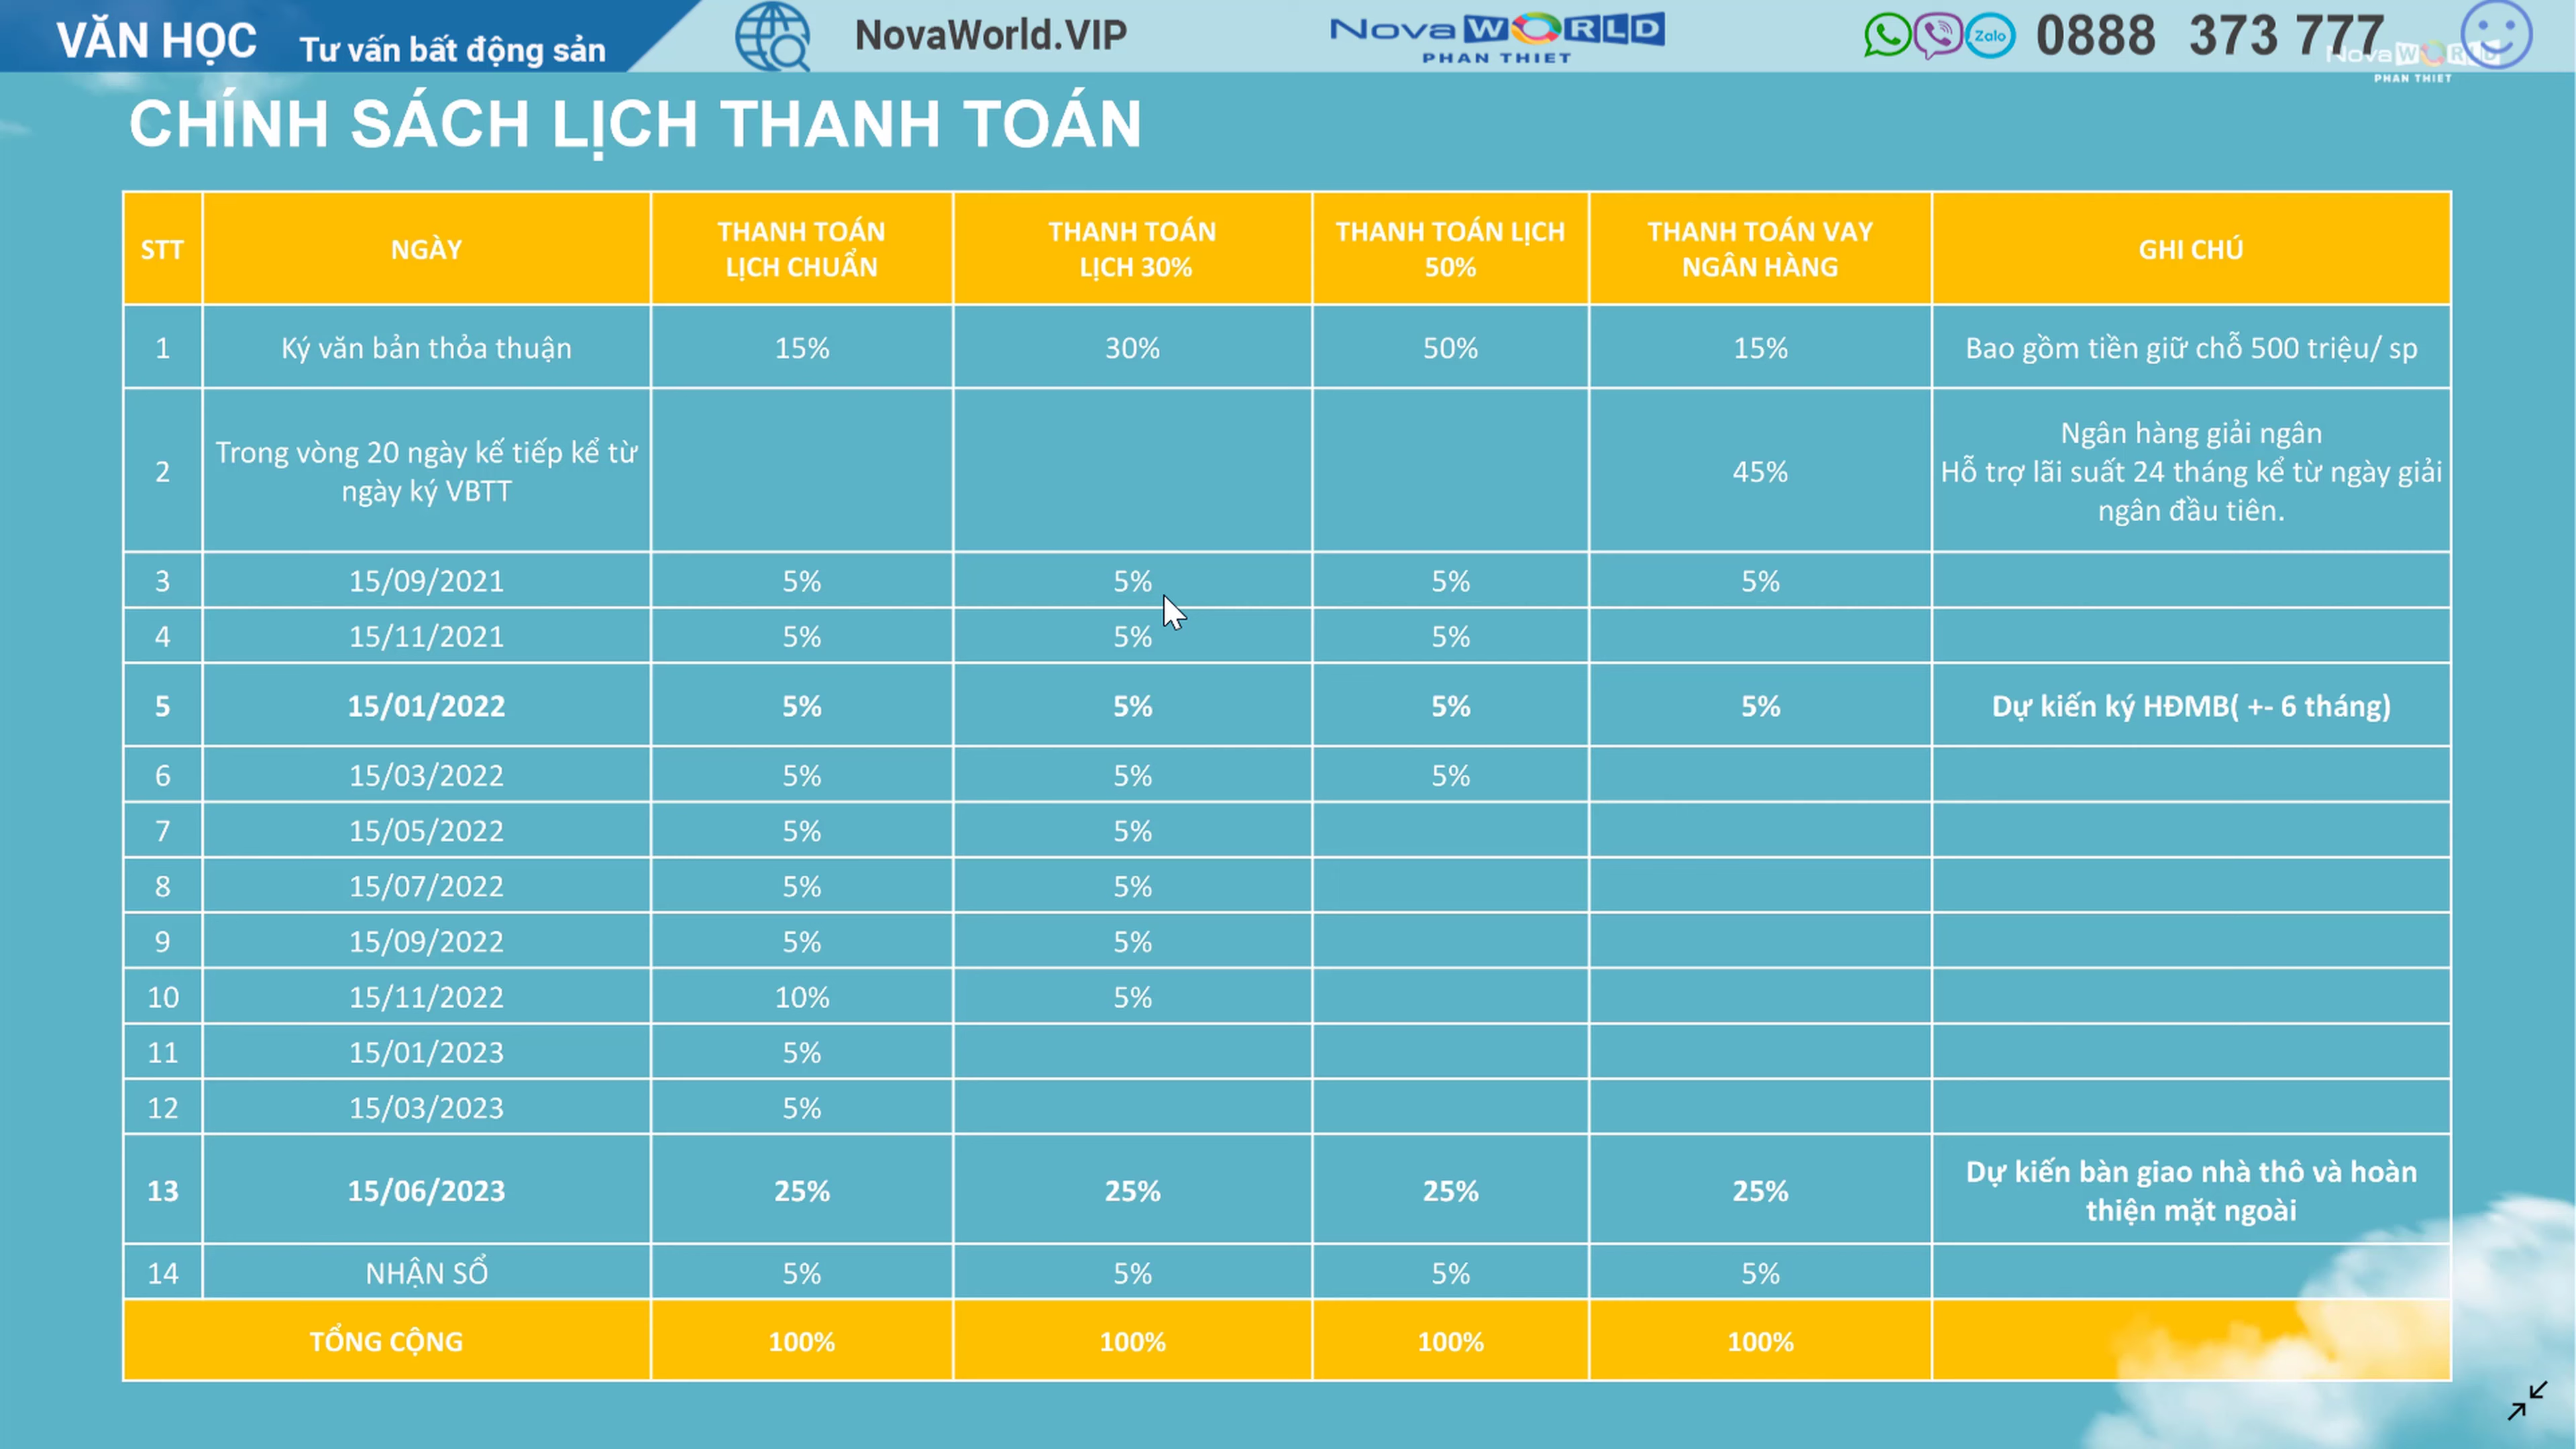 VĂN HỌC Tư vấn bất động sản
NovaWorld.VIP
NovaWORLD
PHAN THIET
Zalo
0888 373 777
NovaWORLD
PHAN THIET
CHÍNH SÁCH LỊCH THANH TOÁN
STT NGÀY THANH TOÁN LỊCH CHUẨN THANH TOÁN LỊCH 30% THANH TOÁN LỊCH 50% THANH TOÁN VAY NGÂN HÀNG GHI CHÚ
1 Ký văn bản thỏa thuận 15% 30% 50% 15% Bao gồm tiền giữ chỗ 500 triệu/ sp
2 Trong vòng 20 ngày kế tiếp kể từ ngày ký VBTT 45% Ngân hàng giải ngân Hỗ trợ lãi suất 24 tháng kể từ ngày giải ngân đầu tiên.
3 15/09/2021 5% 5% 5% 5%
4 15/11/2021 5% 5% 5%
5 15/01/2022 5% 5% 5% 5% Dự kiến ký HĐMB( +- 6 tháng)
6 15/03/2022 5% 5% 5%
7 15/05/2022 5% 5%
8 15/07/2022 5% 5%
9 15/09/2022 5% 5%
10 15/11/2022 10% 5%
11 15/01/2023 5%
12 15/03/2023 5%
13 15/06/2023 25% 25% 25% 25% Dự kiến bàn giao nhà thô và hoàn thiện mặt ngoài
14 NHẬN SỔ 5% 5% 5% 5%
TỔNG CỘNG 100% 100% 100% 100%